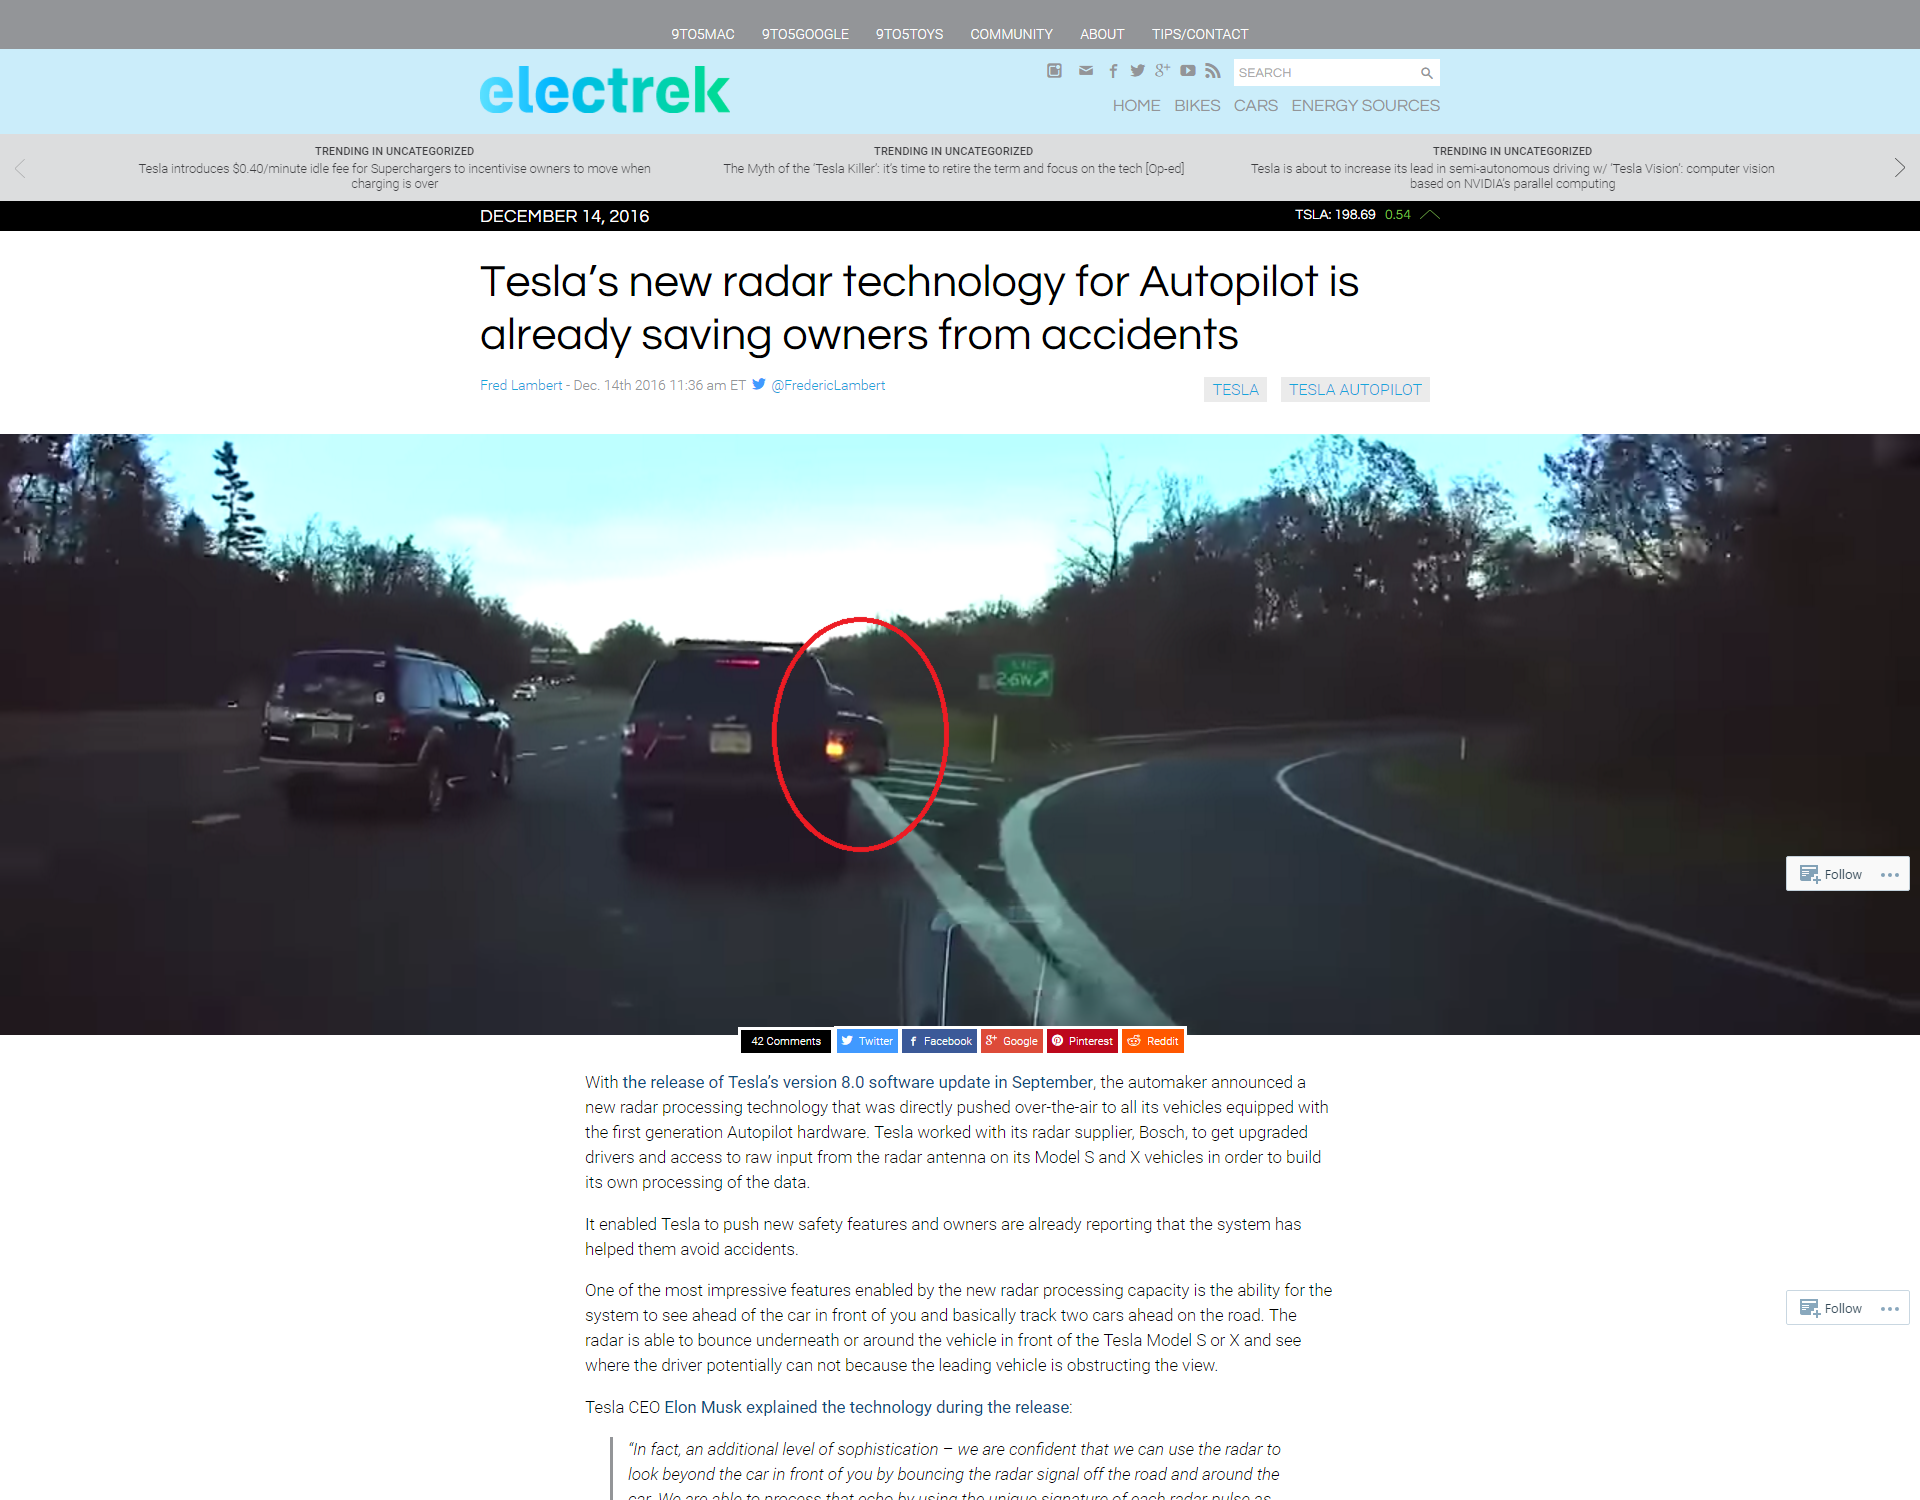 9TO5MAC 9TO5GOOGLE 9TO5TOYS COMMUNITY ABOUT TIPS/CONTACT
electrek
SEARCH
HOME BIKES CARS ENERGY SOURCES
TRENDING IN UNCATEGORIZED
Tesla introduces $0.40/minute idle fee for Superchargers to incentivise owners to move when
charging is over
TRENDING IN UNCATEGORIZED
The Myth of the ‘Tesla Killer’: it’s time to retire the term and focus on the tech [Op-ed]
TRENDING IN UNCATEGORIZED
Tesla is about to increase its lead in semi-autonomous driving w/ ‘Tesla Vision’: computer vision
based on NVIDIA’s parallel computing
DECEMBER 14, 2016
TSLA: 198.69 0.54
Tesla’s new radar technology for Autopilot is
already saving owners from accidents
Fred Lambert - Dec. 14th 2016 11:36 am ET @FredericLambert
TESLA TESLA AUTOPILOT
26W
Follow
42 Comments Twitter Facebook Google Pinterest Reddit
With the release of Tesla’s version 8.0 software update in September, the automaker announced a
new radar processing technology that was directly pushed over-the-air to all its vehicles equipped with
the first generation Autopilot hardware. Tesla worked with its radar supplier, Bosch, to get upgraded
drivers and access to raw input from the radar antenna on its Model S and X vehicles in order to build
its own processing of the data.
It enabled Tesla to push new safety features and owners are already reporting that the system has
helped them avoid accidents.
One of the most impressive features enabled by the new radar processing capacity is the ability for the
system to see ahead of the car in front of you and basically track two cars ahead on the road. The
radar is able to bounce underneath or around the vehicle in front of the Tesla Model S or X and see
where the driver potentially can not because the leading vehicle is obstructing the view.
Follow
Tesla CEO Elon Musk explained the technology during the release:
“In fact, an additional level of sophistication – we are confident that we can use the radar to
look beyond the car in front of you by bouncing the radar signal off the road and around the
car. We are able to process that echo by using the unique signature of each radar pulse as